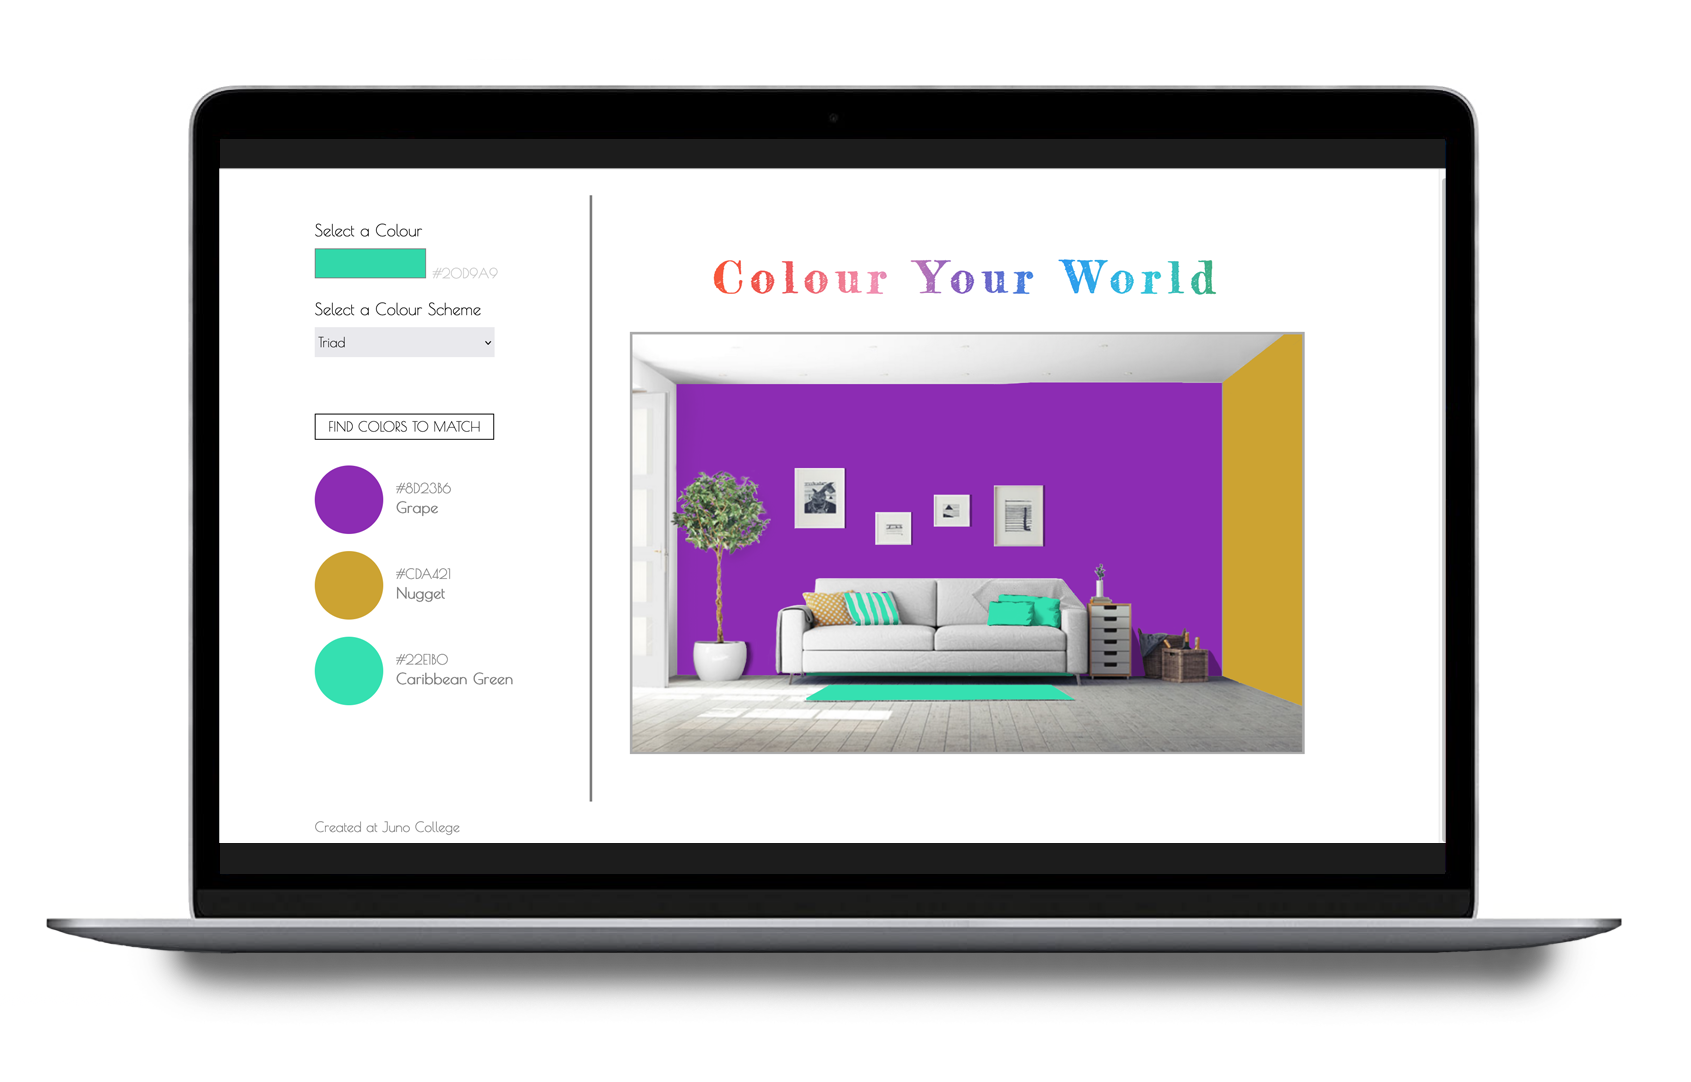 Select a Colour
#20D9A9
Select a Colour Scheme
Triad
FIND COLORS TO MATCH
#8D23B6
Grape
#CDA421
Nugget
#22E1B0
Caribbean Green
Created at Juno College
Colour Your World